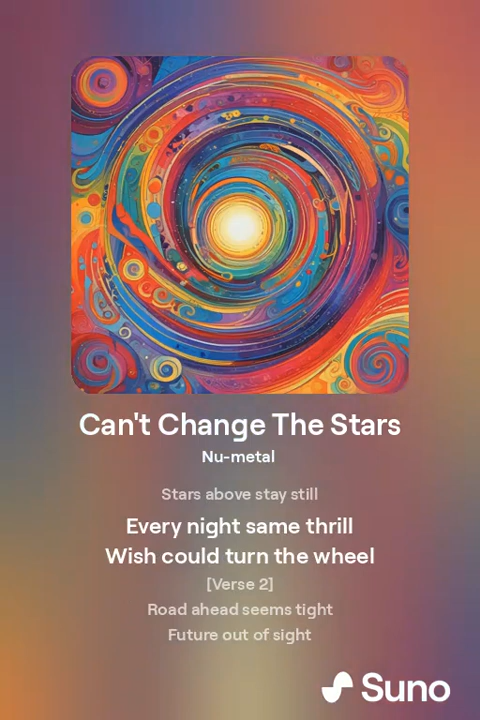 Can't Change The Stars
Nu-metal
Stars above stay still
Every night same thrill
Wish could turn the wheel
[Verse 2]
Road ahead seems tight
Future out of sight
Suno